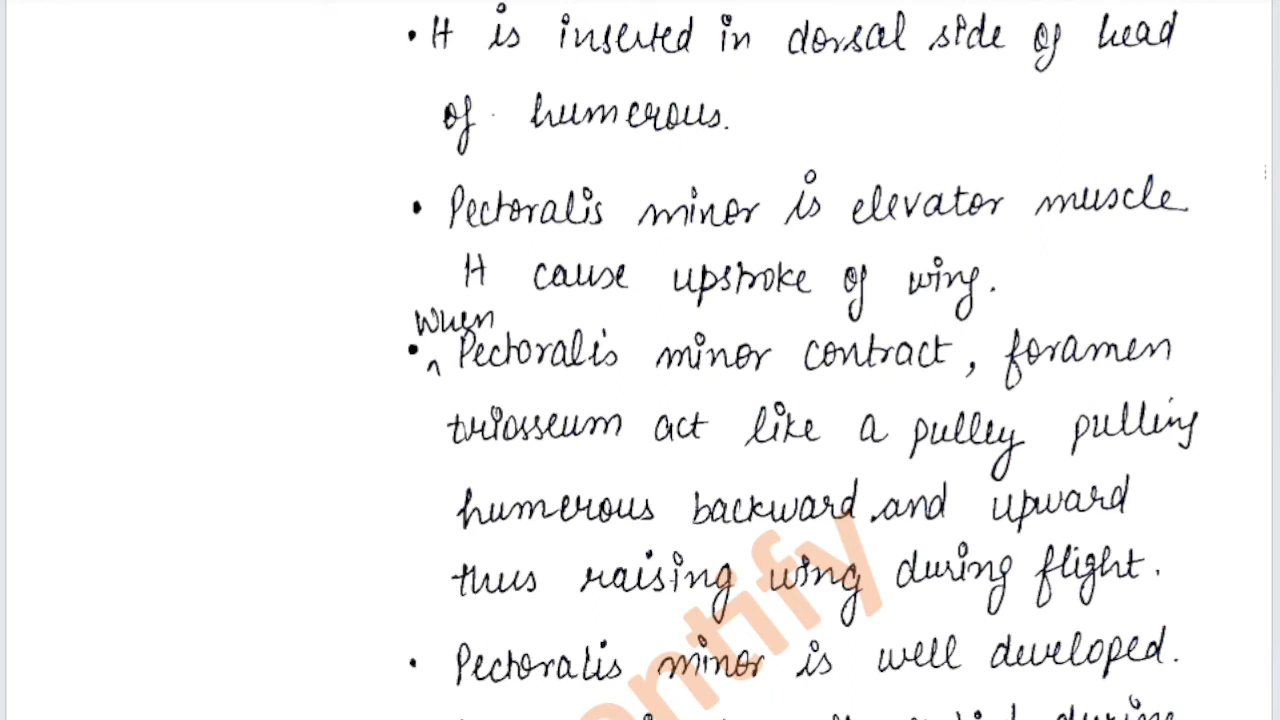 • It is inserted in dorsal side of head
of humerous.
• Pectoralis minor is elevator muscle
It cause upstroke of wing.
When
• ^ Pectoralis minor contract, foramen
triosseum act like a pulley pulling
humerous backward and upward
thus raising wing during flight.
• Pectoralis minor is well developed.
during